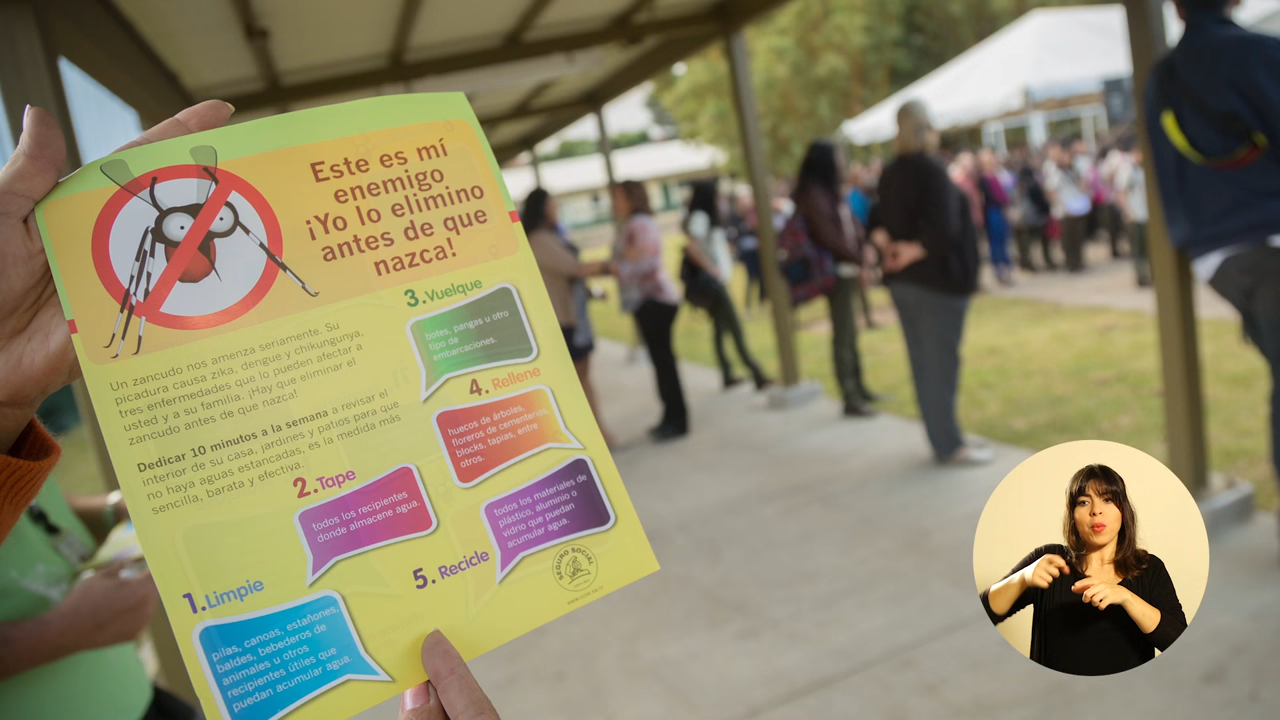 Este es mí
enemigo
¡Yo lo elimino
antes de que
nazca!
Un zancudo nos amenza seriamente. Su
picadura causa zika, dengue y chikungunya,
tres enfermedades que lo pueden afectar a
usted y a su familia. ¡Hay que eliminar el
zancudo antes de que nazca!
Dedicar 10 minutos a la semana a revisar el
interior de su casa, jardines y patios para que
no haya aguas estancadas, es la medida más
sencilla, barata y efectiva.
1.Limpie
pilas, canoas, estañones,
baldes, bebederos de
animales u otros
recipientes útiles que
puedan acumular agua.
2.Tape
todos los recipientes
donde almacene agua.
3.Vuelque
botes, pangas u otro
tipo de
embarcaciones.
4. Rellene
huecos de árboles,
floreros de cementerios,
blocks, tapias, entre
otros.
5. Recicle
todos los materiales de
plástico, aluminio o
vidrio que puedan
acumular agua.
SEGURO SOCIAL